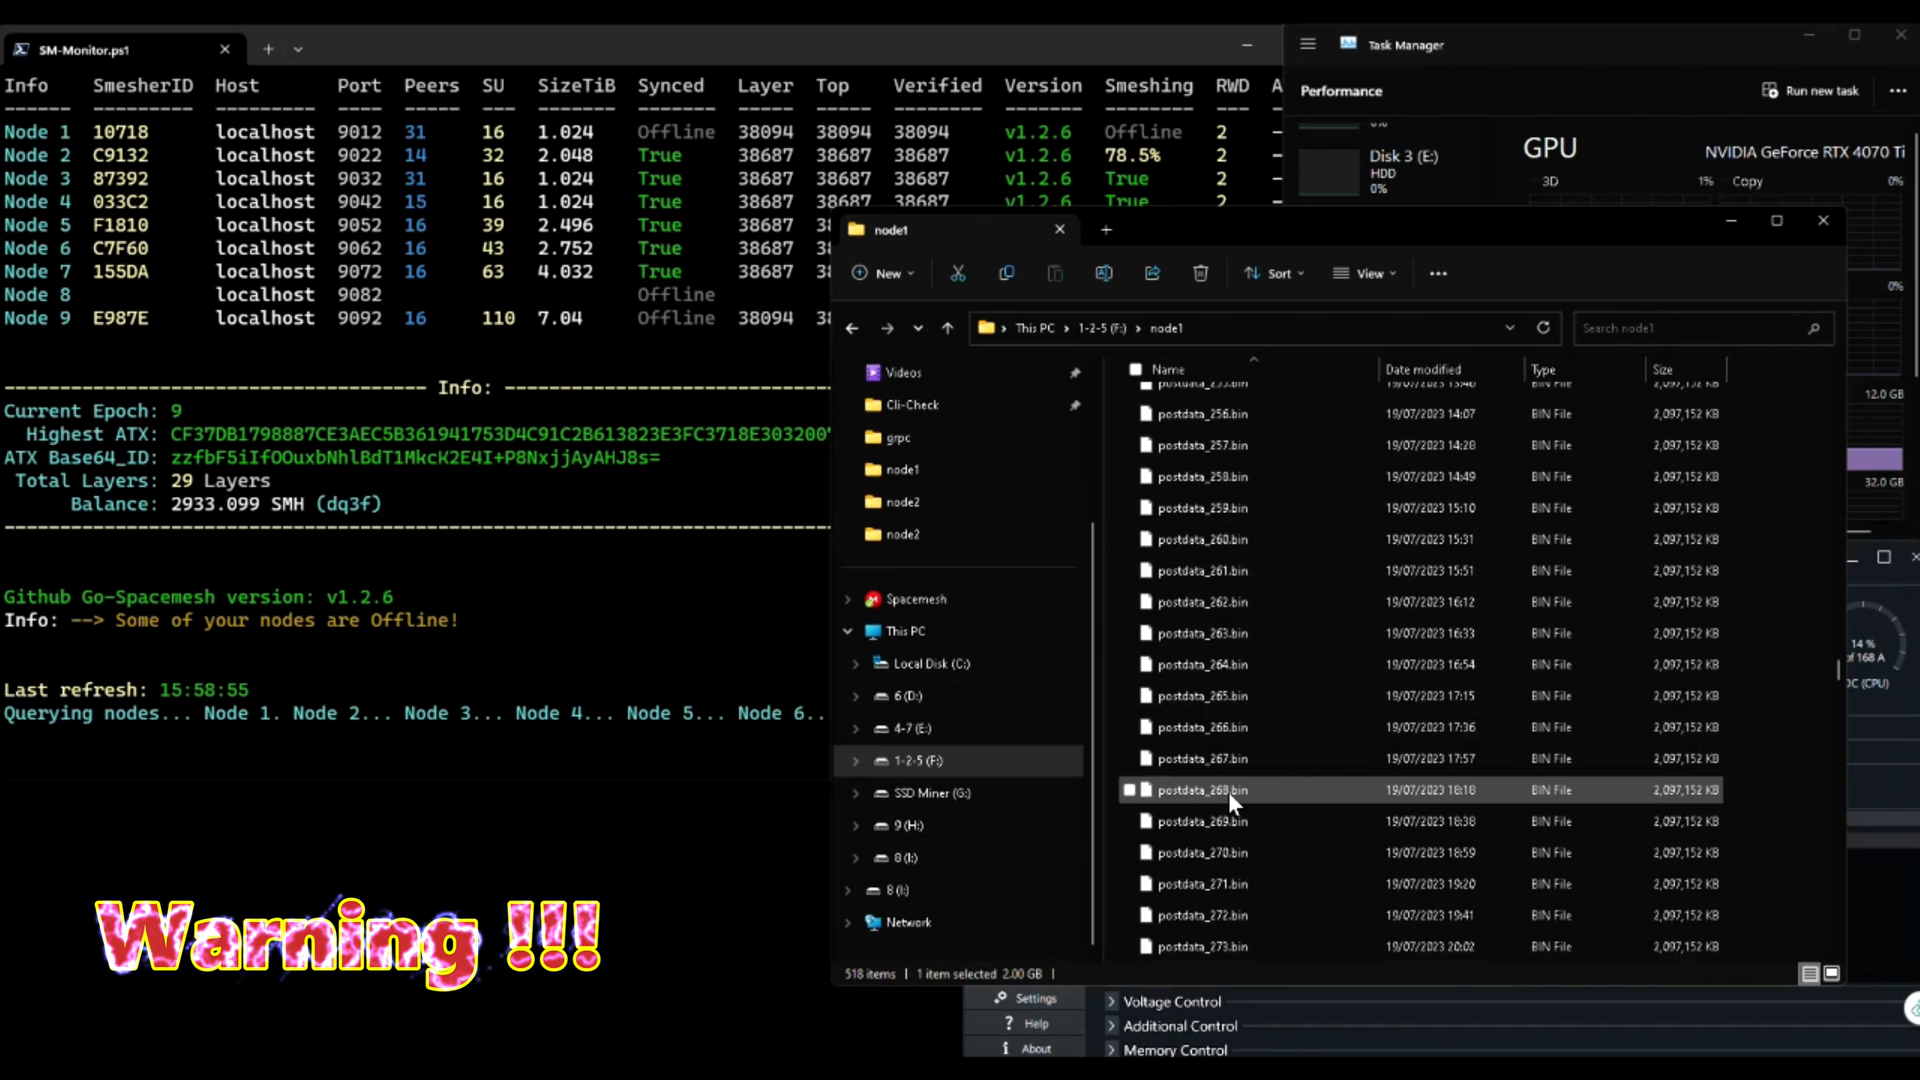 SM-Monitor.ps1
Info SmesherID Host Port Peers SU SizeTiB Synced Layer Top Verified Version Smeshing RWD A
Node 1 10718 localhost 9012 31 16 1.024 Offline 38094 38094 38094 v1.2.6 Offline 2
Node 2 C9132 localhost 9022 14 32 2.048 True 38687 38687 38687 v1.2.6 78.5% 2
Node 3 87392 localhost 9032 31 16 1.024 True 38687 38687 38687 v1.2.6 True 2
Node 4 033C2 localhost 9042 15 16 1.024 True 38687 38687 38687 v1.2.6 True 2
Node 5 F1810 localhost 9052 16 39 2.496 True 38687
Node 6 C7F60 localhost 9062 16 43 2.752 True 38687
Node 7 155DA localhost 9072 16 63 4.032 True 38687
Node 8 localhost 9082 Offline
Node 9 E987E localhost 9092 16 110 7.04 Offline 38094
Info:
Current Epoch: 9
Highest ATX: CF37DB1798887CE3AEC5B361941753D4C91C2B613823E3FC3718E303200
ATX Base64_ID: zzfbF5iIfOOuxbNhlBdT1MkcK2E4I+P8NxjjAyAHJ8s=
Total Layers: 29 Layers
Balance: 2933.099 SMH (dq3f)
Github Go-Spacemesh version: v1.2.6
Info: --> Some of your nodes are Offline!
Last refresh: 15:58:55
Querying nodes... Node 1. Node 2... Node 3... Node 4... Node 5... Node 6..
Warning !!!
Task Manager
Performance
Run new task
Disk 3 (E:)
HDD
0%
GPU
NVIDIA GeForce RTX 4070 Ti
3D 1% Copy 0%
0%
12.0 GB
32.0 GB
node1
New Sort View
This PC > 1-2-5 (F:) > node1
Search node1
Videos
Cli-Check
grpc
node1
node2
node2
Spacemesh
This PC
Local Disk (C:)
6 (D:)
4-7 (E:)
1-2-5 (F:)
SSD Miner (G:)
9 (H:)
8 (I:)
8 (I:)
Network
Name Date modified Type Size
postdata_256.bin 19/07/2023 14:07 BIN File 2,097,152 KB
postdata_257.bin 19/07/2023 14:28 BIN File 2,097,152 KB
postdata_258.bin 19/07/2023 14:49 BIN File 2,097,152 KB
postdata_259.bin 19/07/2023 15:10 BIN File 2,097,152 KB
postdata_260.bin 19/07/2023 15:31 BIN File 2,097,152 KB
postdata_261.bin 19/07/2023 15:51 BIN File 2,097,152 KB
postdata_262.bin 19/07/2023 16:12 BIN File 2,097,152 KB
postdata_263.bin 19/07/2023 16:33 BIN File 2,097,152 KB
postdata_264.bin 19/07/2023 16:54 BIN File 2,097,152 KB
postdata_265.bin 19/07/2023 17:15 BIN File 2,097,152 KB
postdata_266.bin 19/07/2023 17:36 BIN File 2,097,152 KB
postdata_267.bin 19/07/2023 17:57 BIN File 2,097,152 KB
postdata_268.bin 19/07/2023 18:18 BIN File 2,097,152 KB
postdata_269.bin 19/07/2023 18:38 BIN File 2,097,152 KB
postdata_270.bin 19/07/2023 18:59 BIN File 2,097,152 KB
postdata_271.bin 19/07/2023 19:20 BIN File 2,097,152 KB
postdata_272.bin 19/07/2023 19:41 BIN File 2,097,152 KB
postdata_273.bin 19/07/2023 20:02 BIN File 2,097,152 KB
518 items 1 item selected 2.00 GB
14 %
of 168 A
DC (CPU)
Settings
Help
About
Voltage Control
Additional Control
Memory Control